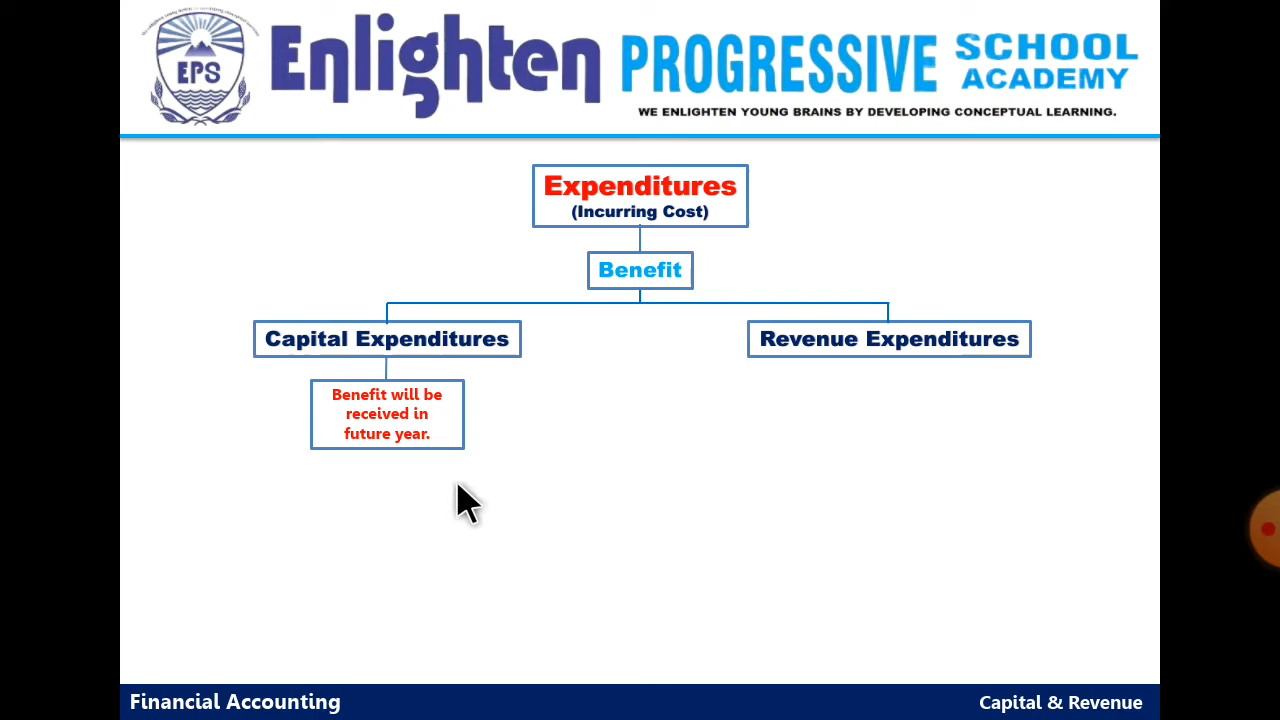 EPS
Enlighten PROGRESSIVE SCHOOL ACADEMY
WE ENLIGHTEN YOUNG BRAINS BY DEVELOPING CONCEPTUAL LEARNING.
Expenditures
(Incurring Cost)
Benefit
Capital Expenditures
Revenue Expenditures
Benefit will be
received in
future year.
Financial Accounting
Capital & Revenue